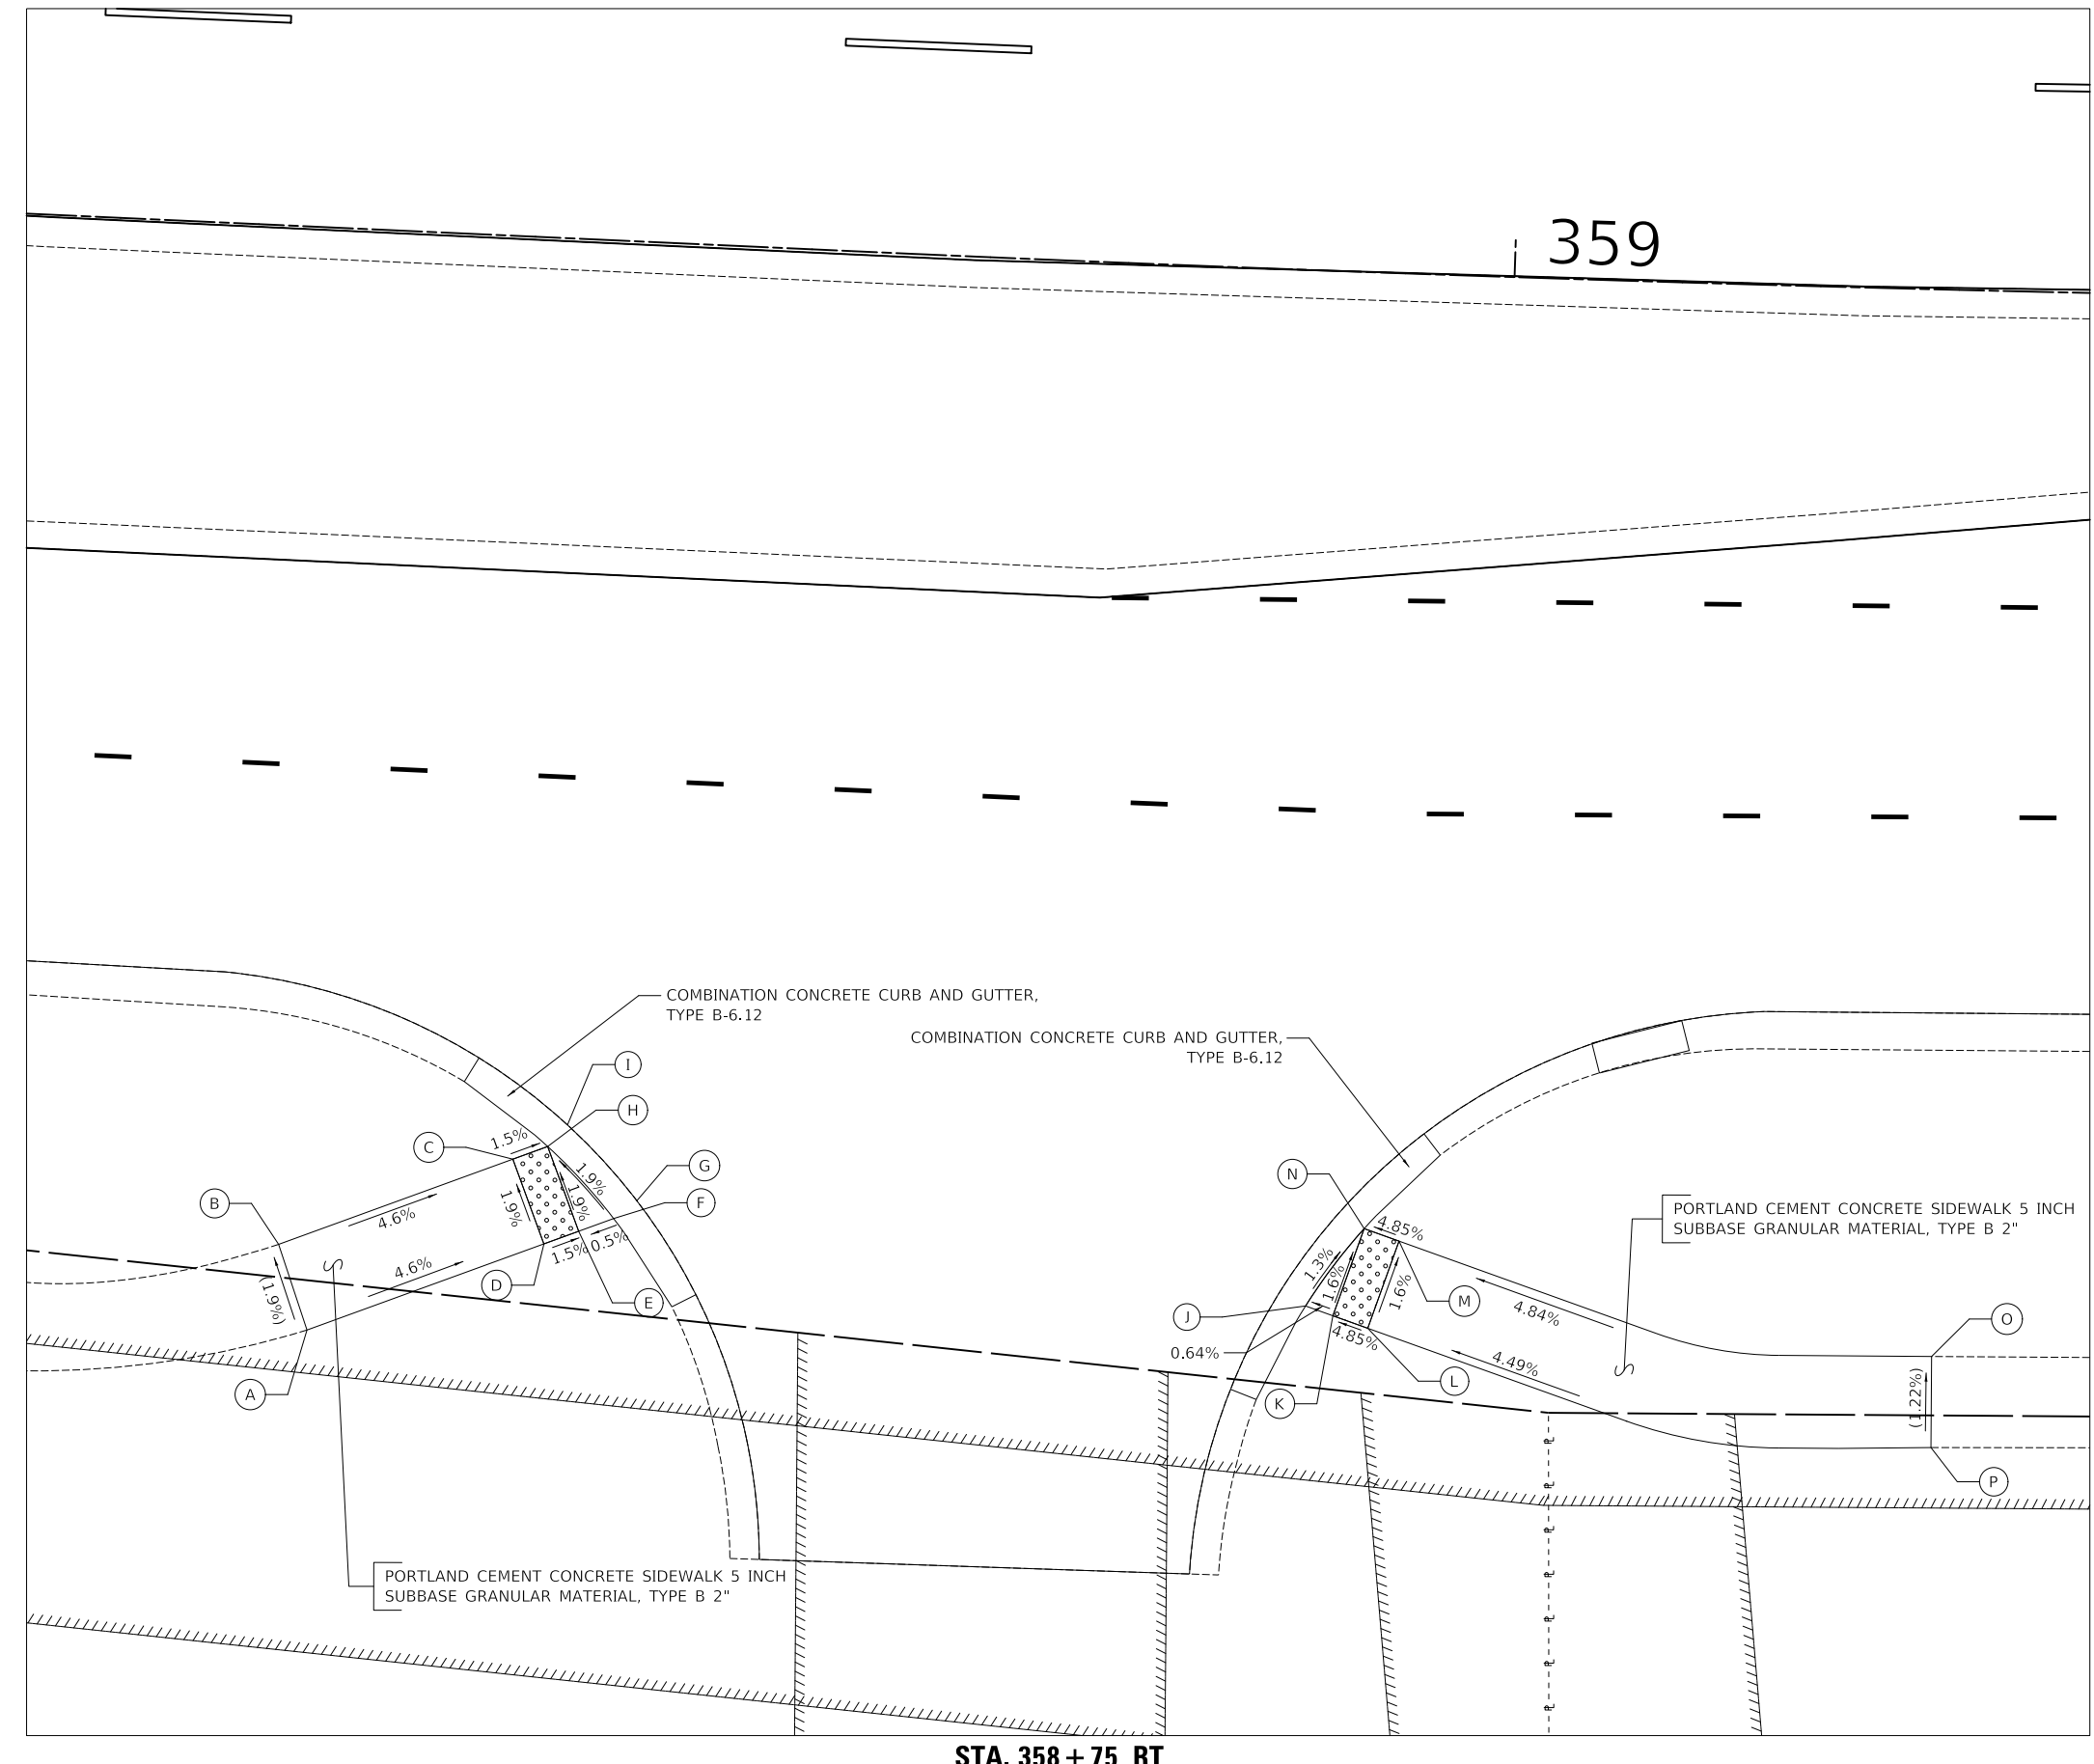 359
COMBINATION CONCRETE CURB AND GUTTER,
TYPE B-6.12
COMBINATION CONCRETE CURB AND GUTTER,
TYPE B-6.12
I
H
C
1.5%
G
N
B
F
1.9%
1.9%
1.9%
4.6%
4.85%
PORTLAND CEMENT CONCRETE SIDEWALK 5 INCH
SUBBASE GRANULAR MATERIAL, TYPE B 2"
0.5%
1.5%
4.6%
D
E
(1.9%)
1.3%
1.6%
1.6%
M
J
4.84%
O
4.85%
0.64%
4.49%
L
A
K
(1.22%)
P
P
P
P
P
P
P
P
PORTLAND CEMENT CONCRETE SIDEWALK 5 INCH
SUBBASE GRANULAR MATERIAL, TYPE B 2"
STA. 358+75 RT